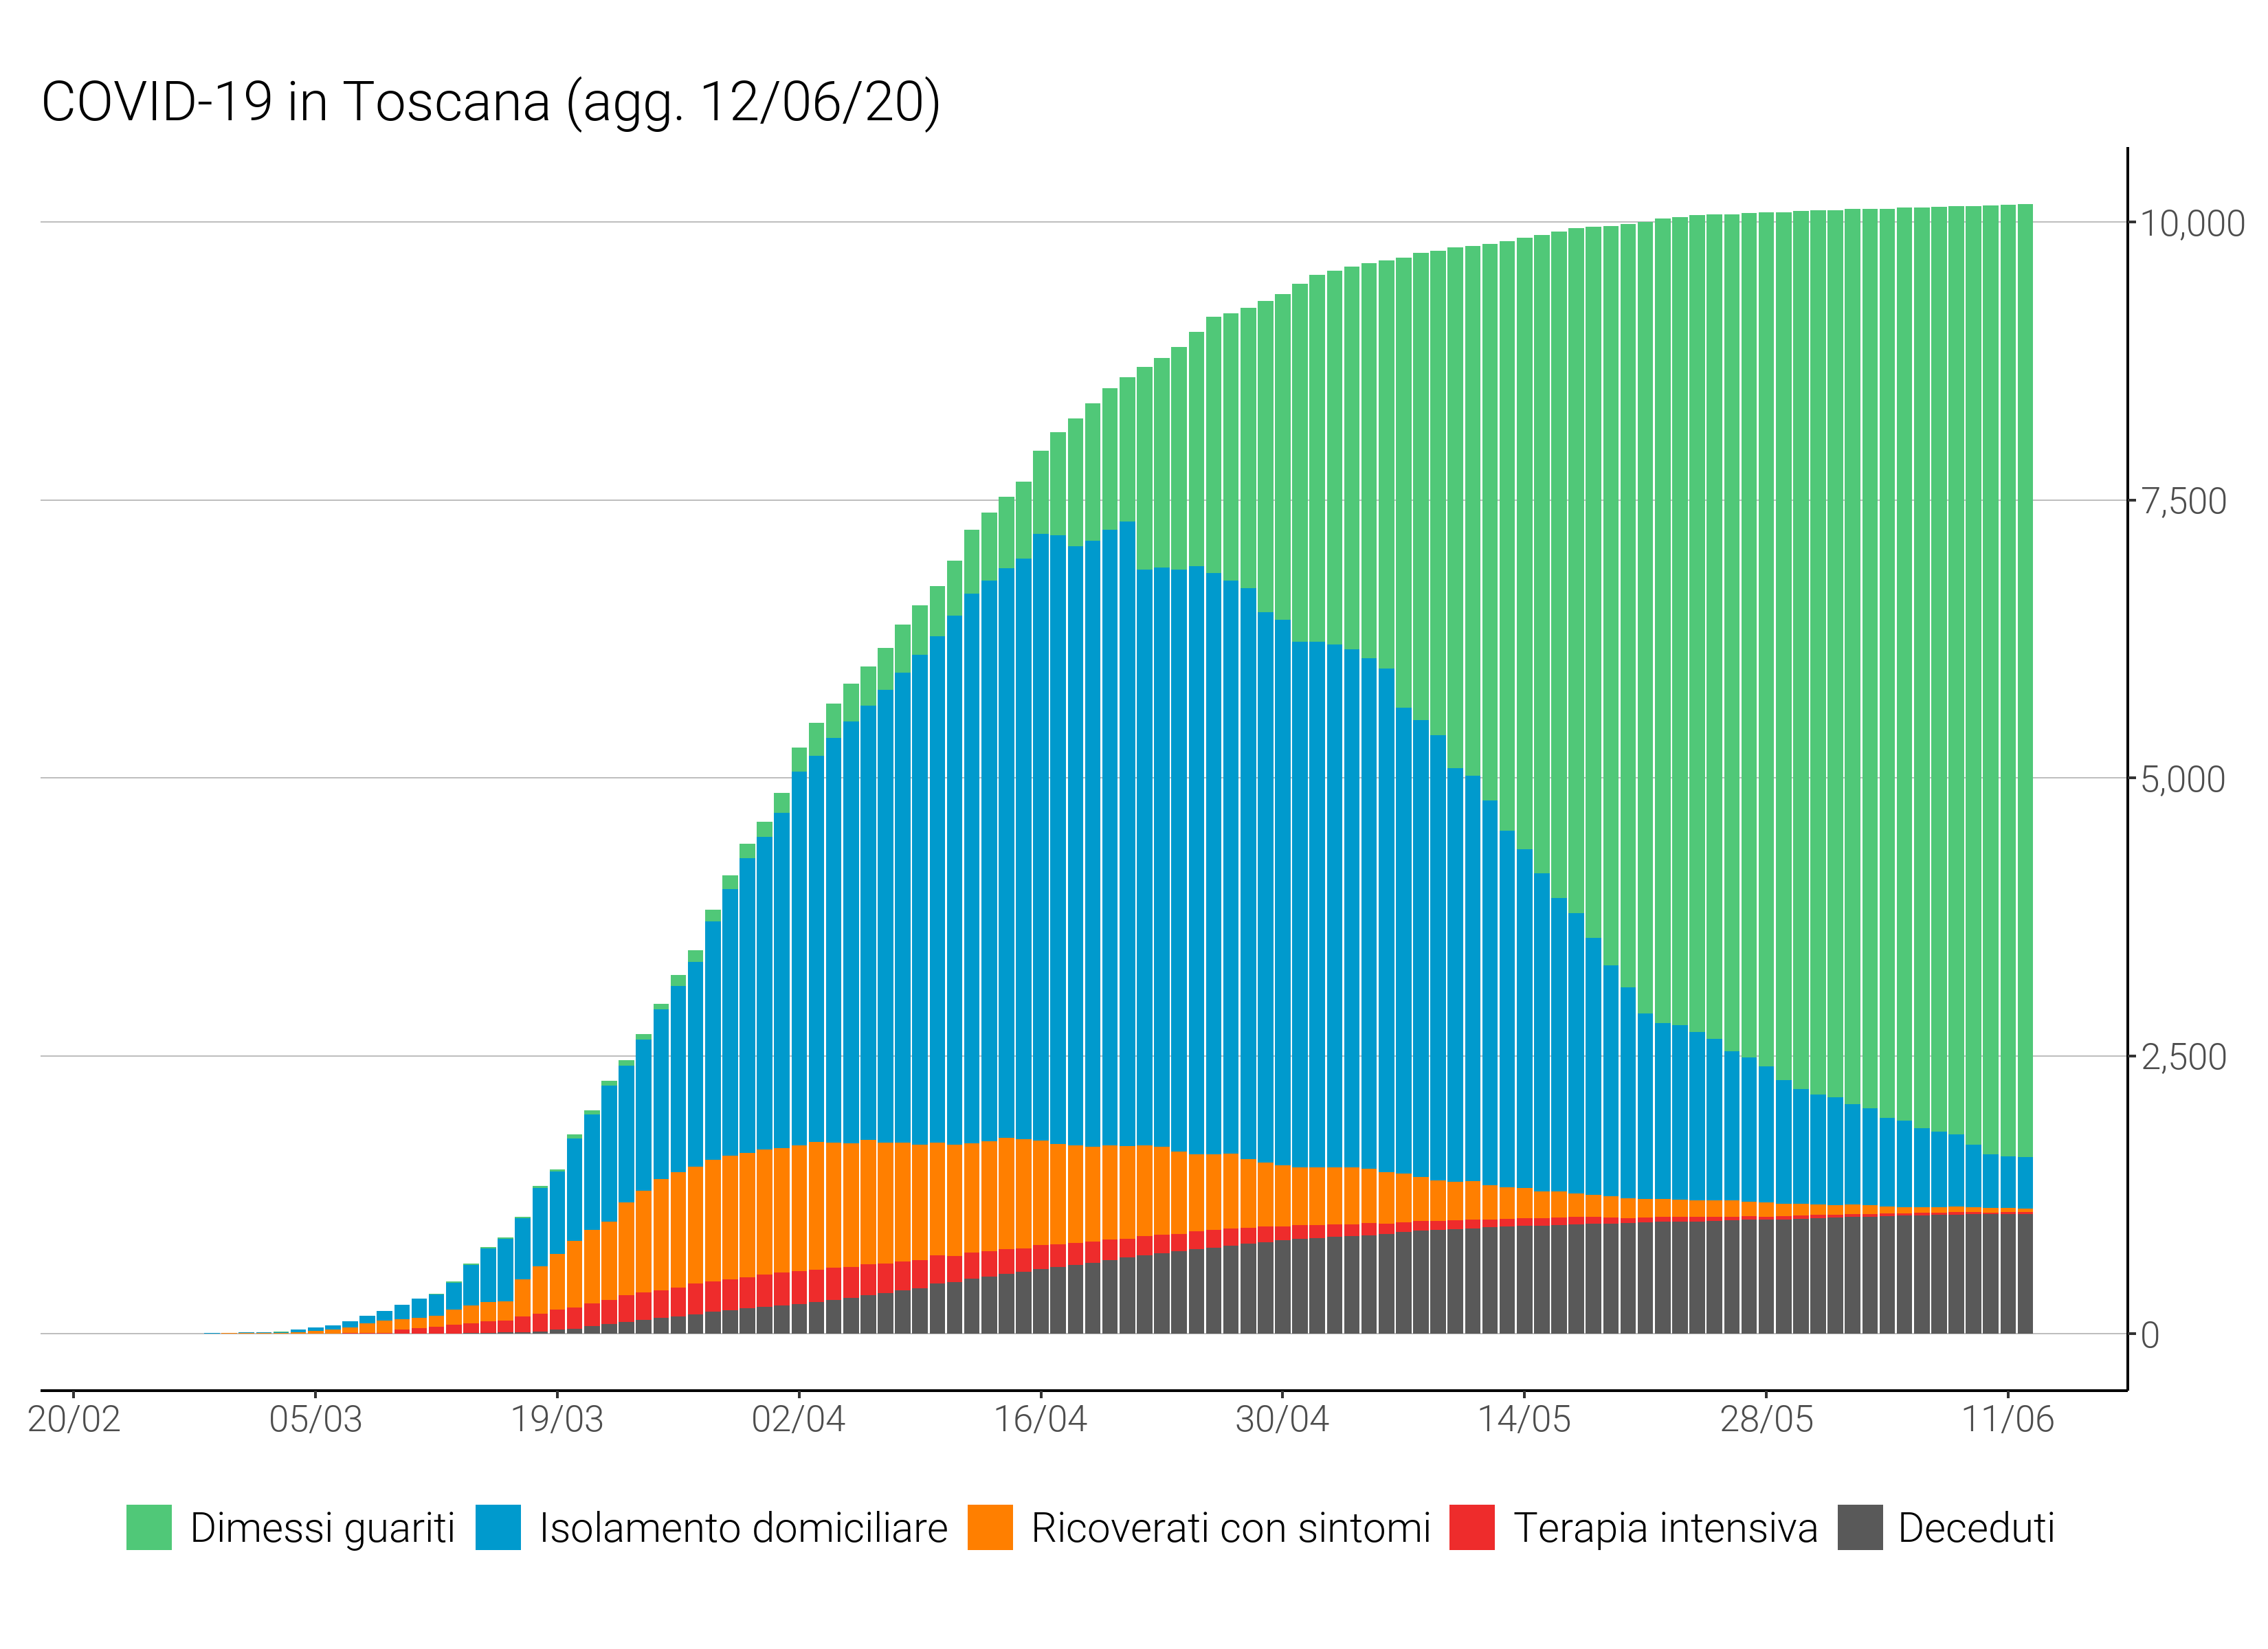 COVID-19 in Toscana (agg. 12/06/20)
10,000
7,500
5,000
2,500
0
20/02 05/03 19/03 02/04 16/04 30/04 14/05 28/05 11/06
Dimessi guariti Isolamento domiciliare Ricoverati con sintomi Terapia intensiva Deceduti